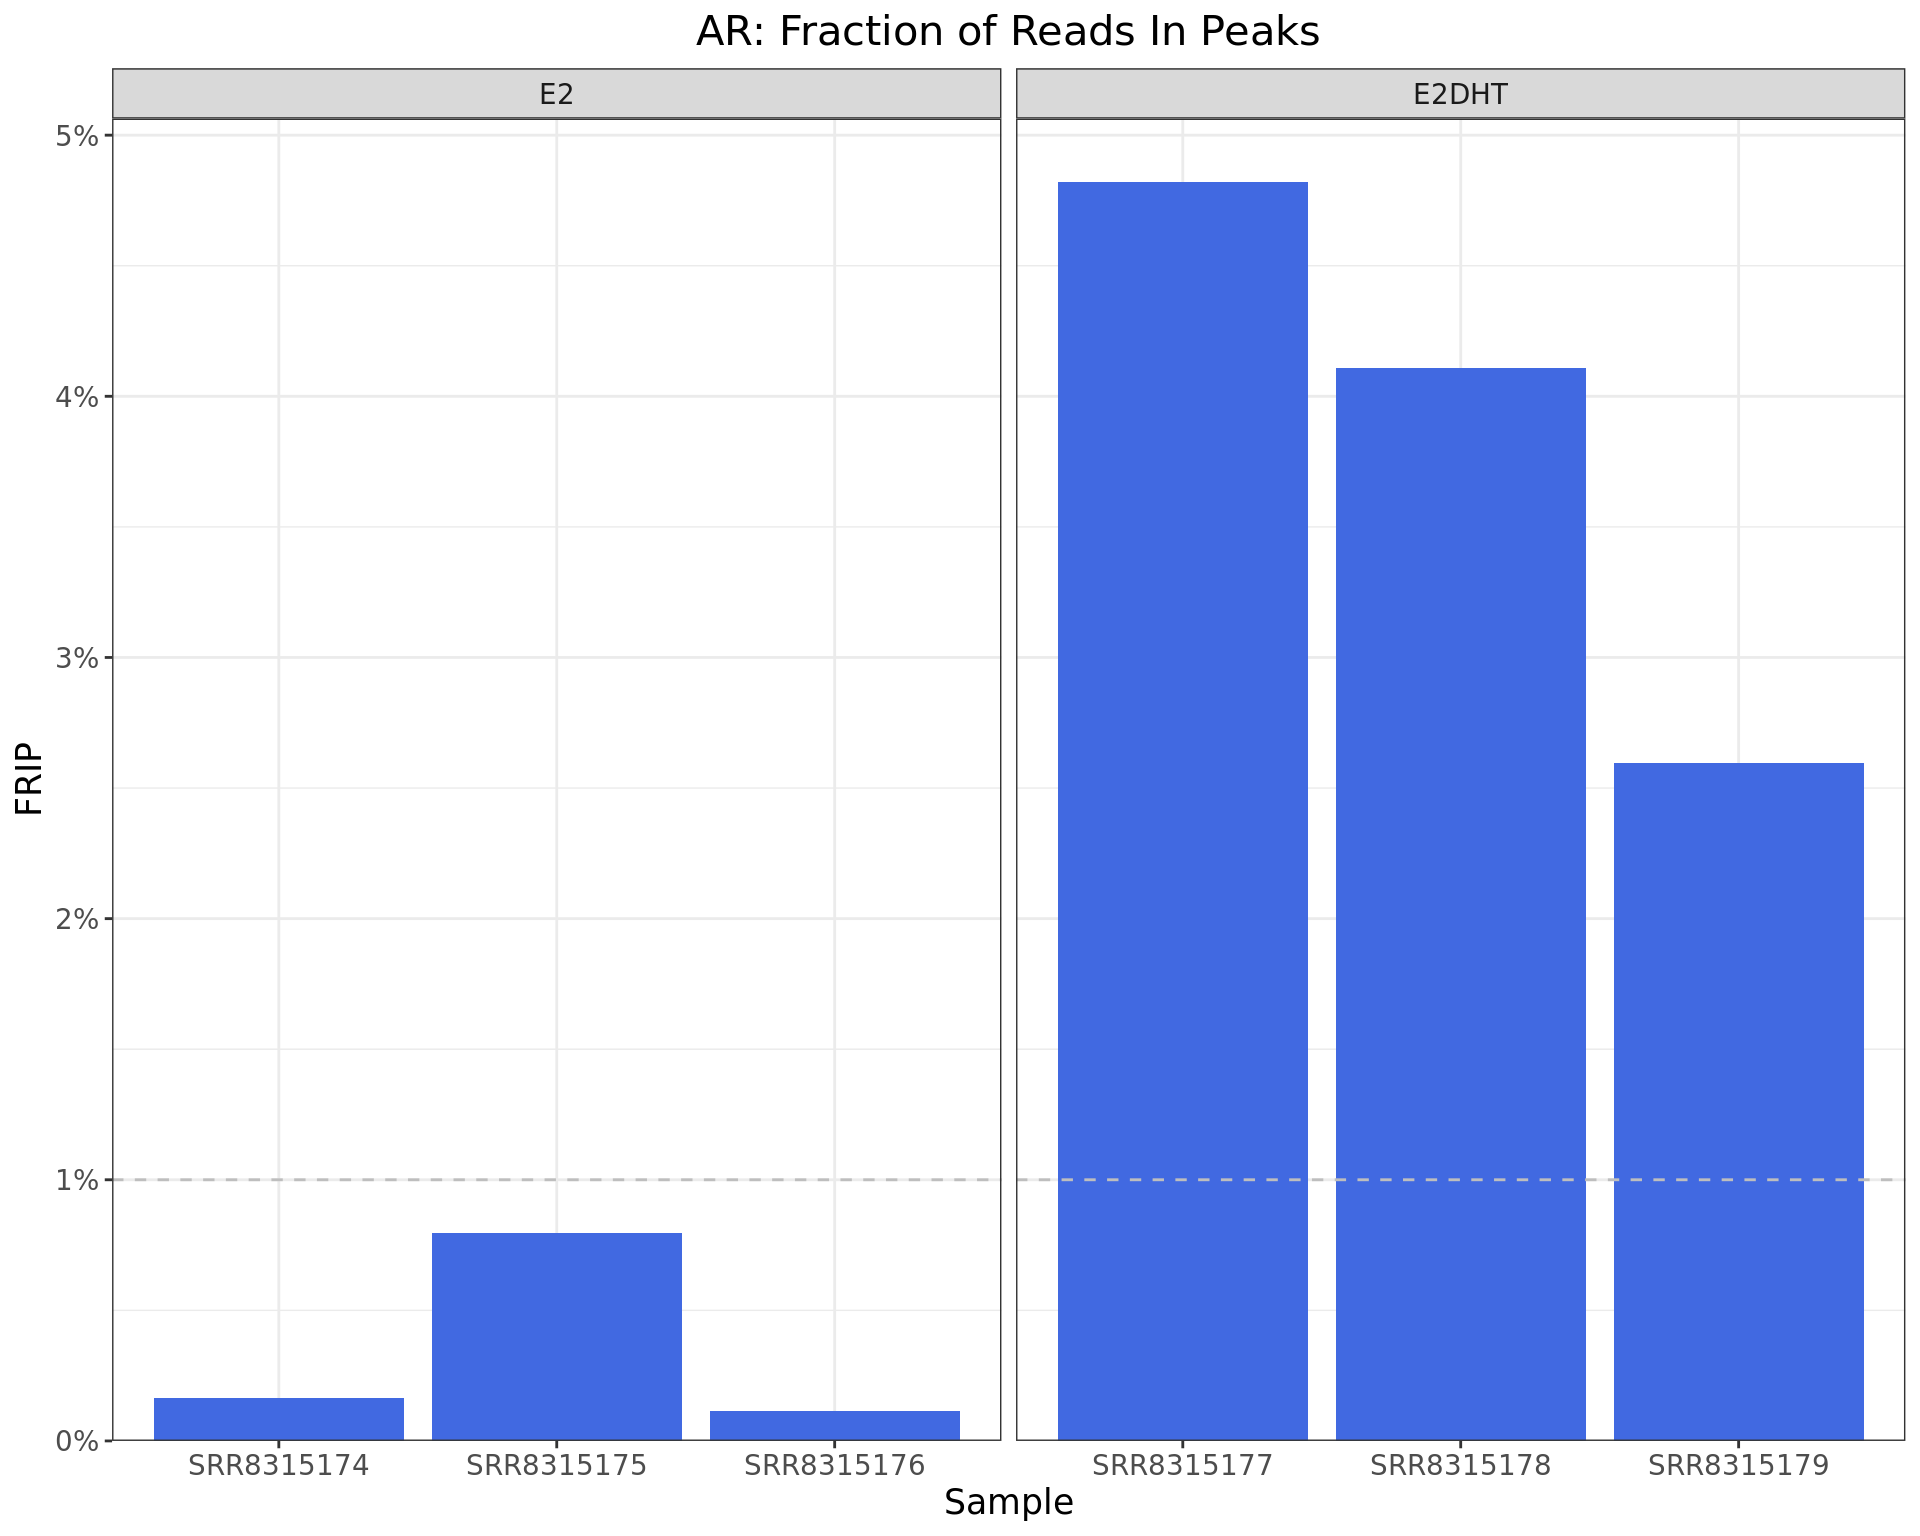 AR: Fraction of Reads In Peaks
E2
E2DHT
5%
4%
3%
2%
1%
0%
FRIP
SRR8315174
SRR8315175
SRR8315176
SRR8315177
SRR8315178
SRR8315179
Sample